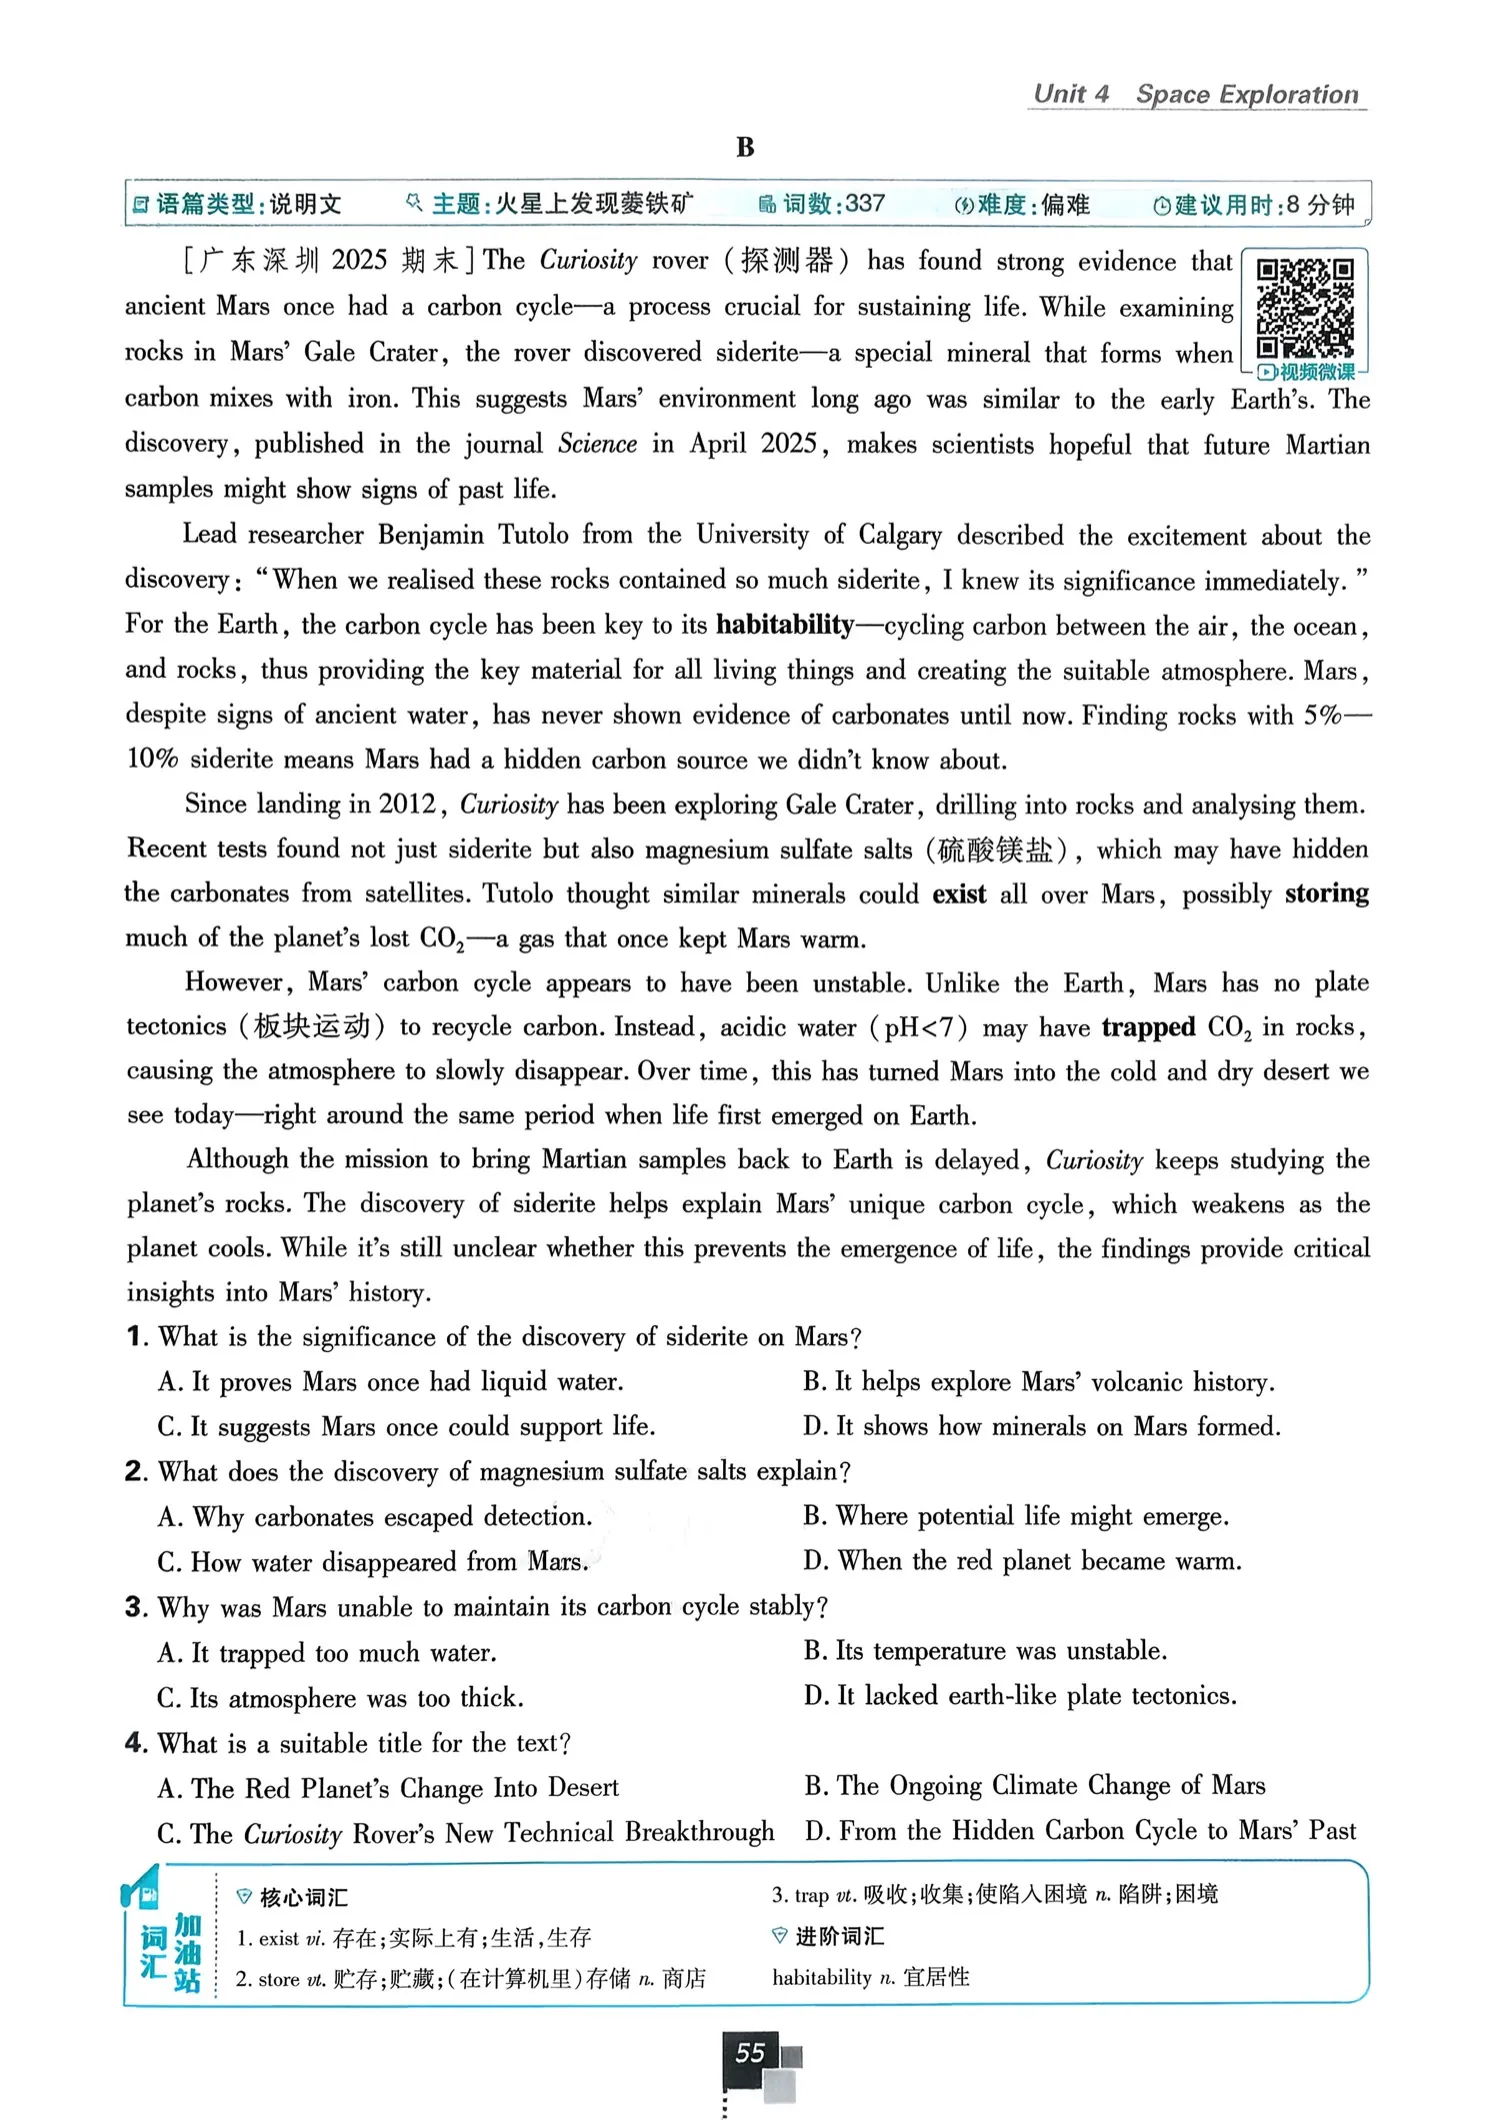 Unit 4 Space Exploration
B
语篇类型:说明文 主题:火星上发现菱铁矿 词数:337 难度:偏难 建议用时:8分钟
[广东深圳 2025 期末] The Curiosity rover (探测器) has found strong evidence that
ancient Mars once had a carbon cycle—a process crucial for sustaining life. While examining
rocks in Mars' Gale Crater, the rover discovered siderite—a special mineral that forms when
视频微课
carbon mixes with iron. This suggests Mars' environment long ago was similar to the early Earth's. The
discovery, published in the journal Science in April 2025, makes scientists hopeful that future Martian
samples might show signs of past life.
Lead researcher Benjamin Tutolo from the University of Calgary described the excitement about the
discovery: “When we realised these rocks contained so much siderite, I knew its significance immediately.”
For the Earth, the carbon cycle has been key to its habitability—cycling carbon between the air, the ocean,
and rocks, thus providing the key material for all living things and creating the suitable atmosphere. Mars,
despite signs of ancient water, has never shown evidence of carbonates until now. Finding rocks with 5%—
10% siderite means Mars had a hidden carbon source we didn't know about.
Since landing in 2012, Curiosity has been exploring Gale Crater, drilling into rocks and analysing them.
Recent tests found not just siderite but also magnesium sulfate salts (硫酸镁盐), which may have hidden
the carbonates from satellites. Tutolo thought similar minerals could exist all over Mars, possibly storing
much of the planet's lost CO₂—a gas that once kept Mars warm.
However, Mars' carbon cycle appears to have been unstable. Unlike the Earth, Mars has no plate
tectonics (板块运动) to recycle carbon. Instead, acidic water (pH<7) may have trapped CO₂ in rocks,
causing the atmosphere to slowly disappear. Over time, this has turned Mars into the cold and dry desert we
see today—right around the same period when life first emerged on Earth.
Although the mission to bring Martian samples back to Earth is delayed, Curiosity keeps studying the
planet's rocks. The discovery of siderite helps explain Mars' unique carbon cycle, which weakens as the
planet cools. While it's still unclear whether this prevents the emergence of life, the findings provide critical
insights into Mars' history.
1. What is the significance of the discovery of siderite on Mars?
A. It proves Mars once had liquid water. B. It helps explore Mars' volcanic history.
C. It suggests Mars once could support life. D. It shows how minerals on Mars formed.
2. What does the discovery of magnesium sulfate salts explain?
A. Why carbonates escaped detection. B. Where potential life might emerge.
C. How water disappeared from Mars. D. When the red planet became warm.
3. Why was Mars unable to maintain its carbon cycle stably?
A. It trapped too much water. B. Its temperature was unstable.
C. Its atmosphere was too thick. D. It lacked earth-like plate tectonics.
4. What is a suitable title for the text?
A. The Red Planet's Change Into Desert B. The Ongoing Climate Change of Mars
C. The Curiosity Rover's New Technical Breakthrough D. From the Hidden Carbon Cycle to Mars' Past
词汇加油站
核心词汇
1. exist vi. 存在;实际上有;生活,生存
2. store vt. 贮存;贮藏;(在计算机里)存储 n. 商店
3. trap vt. 吸收;收集;使陷入困境 n. 陷阱;困境
进阶词汇
habitability n. 宜居性
55